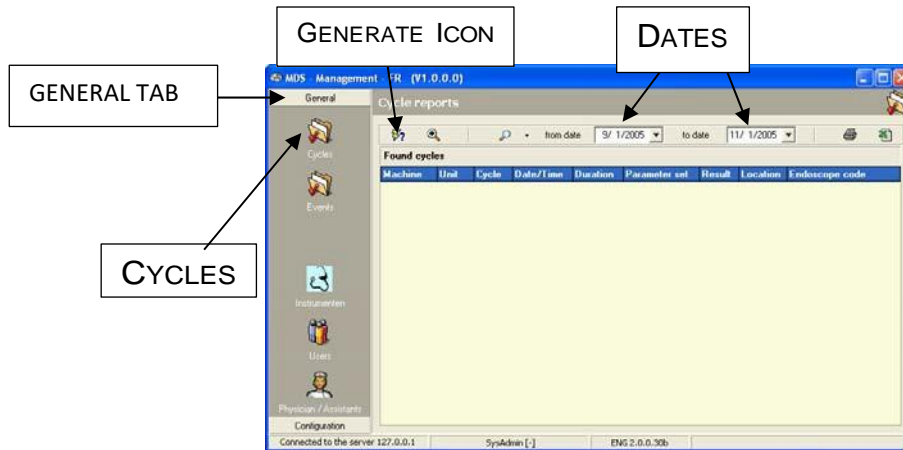 GENERATE ICON
DATES
GENERAL TAB
CYCLES
MDS - Management - FR (V1.0.0.0)
General
Cycle reports
from date 9/ 1/2005 to date 11/ 1/2005
Cycles
Found cycles
Machine Unit Cycle Date/Time Duration Parameter set Result Location Endoscope code
Events
Instrumenten
Users
Physician / Assistants
Configuration
Connected to the server 127.0.0.1 SysAdmin [-] ENG 2.0.0.30b